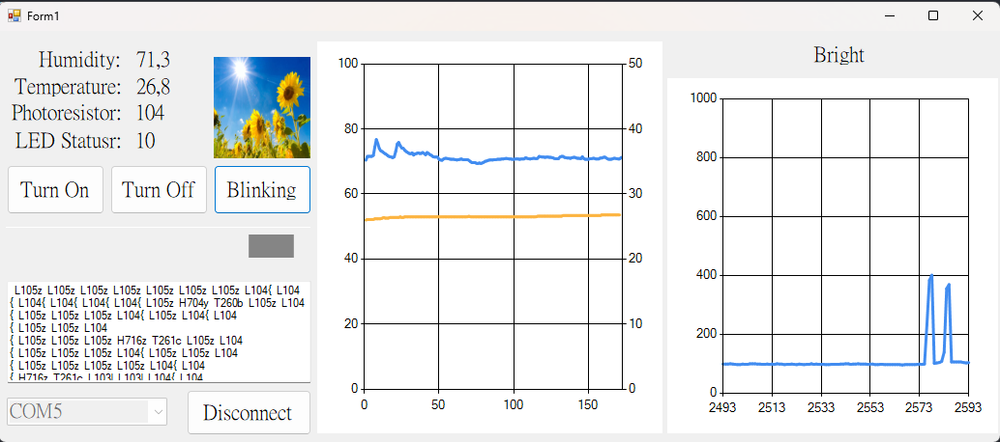 Form1
Humidity: 71,3
Temperature: 26,8
Photoresistor: 104
LED Statusr: 10
Turn On Turn Off Blinking
L105z L105z L105z L105z L105z L105z L105z L104{ L104
{ L104{ L104{ L104{ L104{ L105z H704y T260b L105z L104
{ L105z L105z L105z L104{ L105z L104{ L104
{ L105z L105z L104
{ L105z L105z L105z H716z T261c L105z L104
{ L105z L105z L105z L104{ L105z L105z L104
{ L105z L105z L105z L105z L104{ L104
{ H716z T261c L103| L103| L104{ L104
COM5
Disconnect
100
80
60
40
20
0
50
40
30
20
10
0
0 50 100 150
Bright
1000
800
600
400
200
0
2493 2513 2533 2553 2573 2593